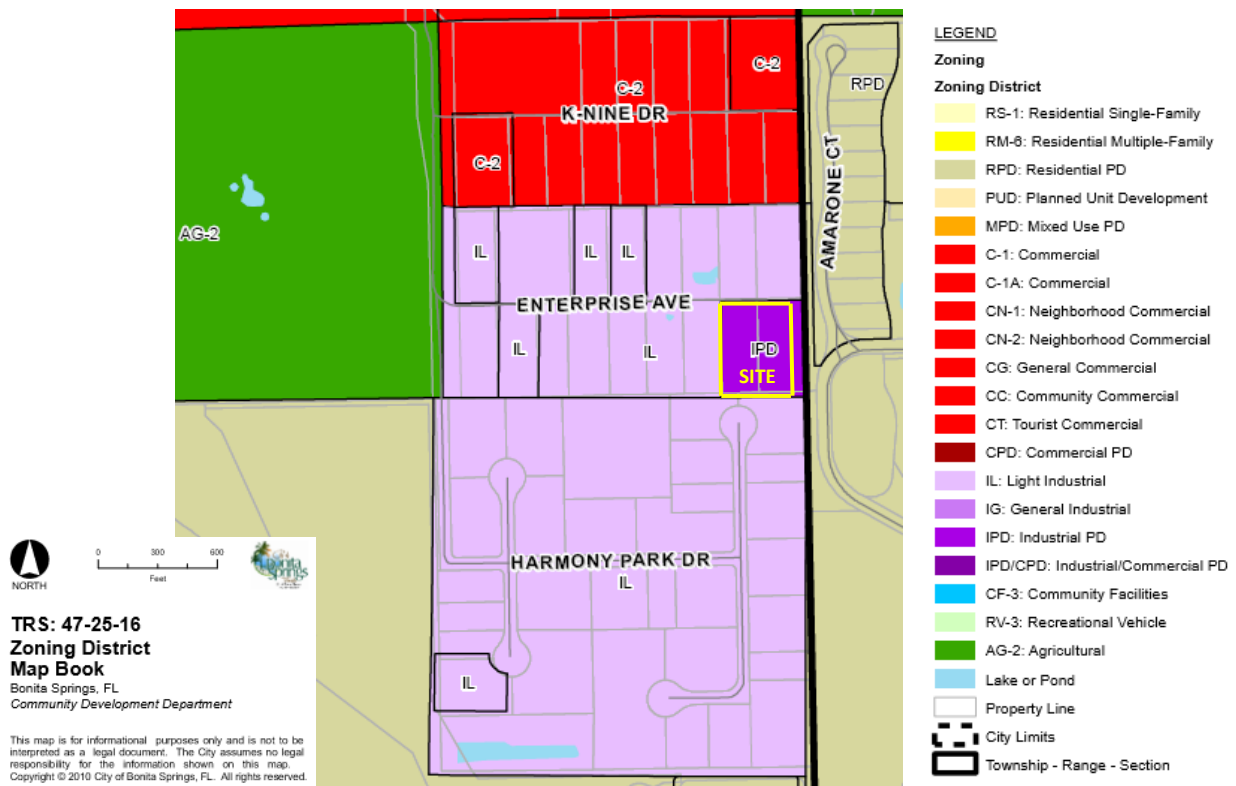 C-2
C-2
K-NINE DR
C-2
RPD
AMARONE CT
AG-2
IL
IL
IL
ENTERPRISE AVE
IL
IL
IPD
SITE
HARMONY PARK DR
IL
IL
NORTH
0 300 600
Feet
Bonita
Springs
TRS: 47-25-16
Zoning District
Map Book
Bonita Springs, FL
Community Development Department
This map is for informational purposes only and is not to be
interpreted as a legal document. The City assumes no legal
responsibility for the information shown on this map.
Copyright © 2010 City of Bonita Springs, FL. All rights reserved.
LEGEND
Zoning
Zoning District
RS-1: Residential Single-Family
RM-6: Residential Multiple-Family
RPD: Residential PD
PUD: Planned Unit Development
MPD: Mixed Use PD
C-1: Commercial
C-1A: Commercial
CN-1: Neighborhood Commercial
CN-2: Neighborhood Commercial
CG: General Commercial
CC: Community Commercial
CT: Tourist Commercial
CPD: Commercial PD
IL: Light Industrial
IG: General Industrial
IPD: Industrial PD
IPD/CPD: Industrial/Commercial PD
CF-3: Community Facilities
RV-3: Recreational Vehicle
AG-2: Agricultural
Lake or Pond
Property Line
City Limits
Township - Range - Section